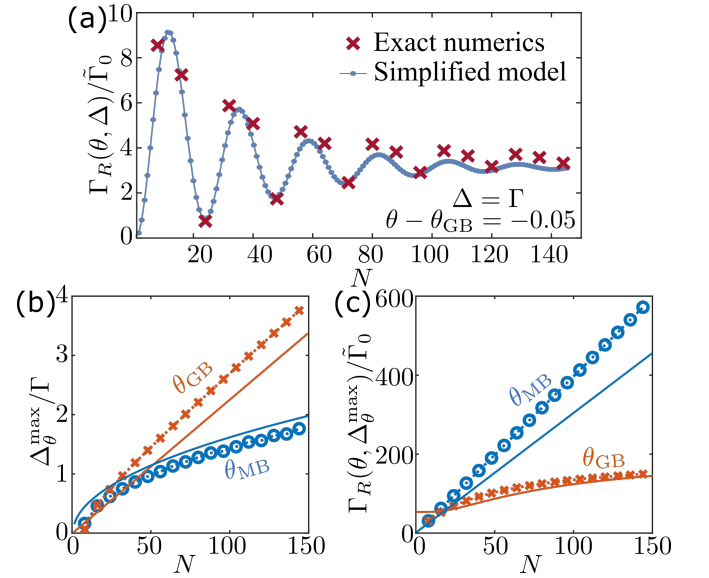 (a)
Γ_R(θ, Δ)/Γ̃_0
10
8
6
4
2
0
Exact numerics
Simplified model
Δ = Γ
θ − θ_GB = −0.05
20 40 60 80 100 120 140
N
(b)
Δ_θ^max/Γ
4
3
2
1
0
θ_GB
θ_MB
0 50 100 150
N
(c)
Γ_R(θ, Δ_θ^max)/Γ̃_0
600
400
200
0
θ_MB
θ_GB
0 50 100 150
N